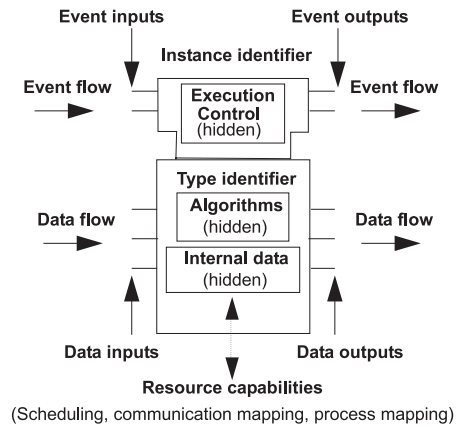 Event inputs
Event outputs
Instance identifier
Event flow
Event flow
Execution
Control
(hidden)
Type identifier
Algorithms
(hidden)
Data flow
Data flow
Internal data
(hidden)
Data inputs
Data outputs
Resource capabilities
(Scheduling, communication mapping, process mapping)